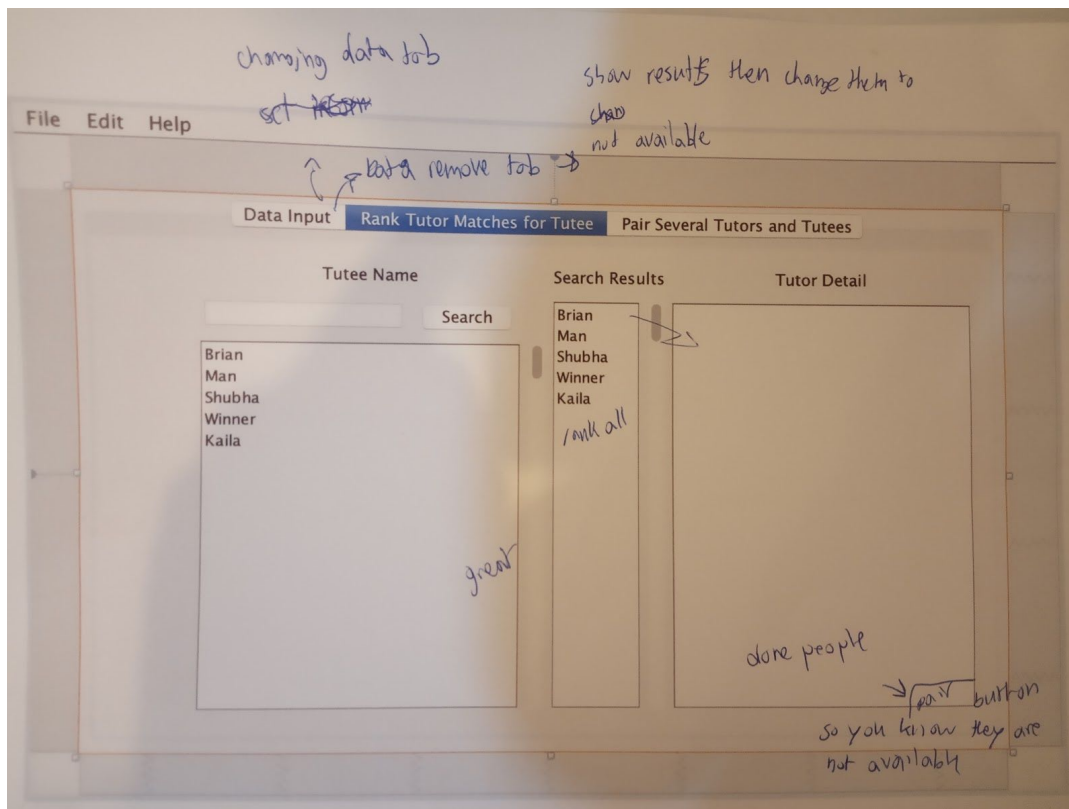 changing data tab
set
show results then change them to
show
not available
File Edit Help
Data remove tab
Data Input Rank Tutor Matches for Tutee Pair Several Tutors and Tutees
Tutee Name Search Results Tutor Detail
Search
Brian
Man
Shubha
Winner
Kaila
Brian
Man
Shubha
Winner
Kaila
rank all
great
done people
pair button
so you know they are
not available